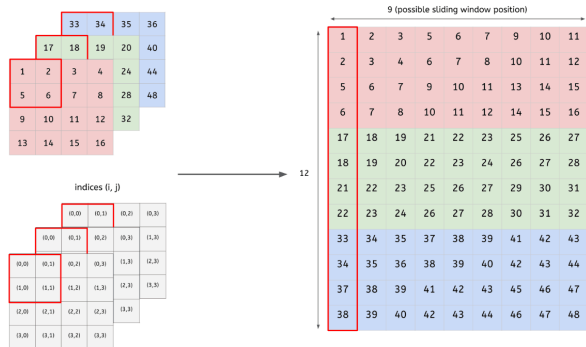 33 34 35 36
17 18 19 20 40
1 2 3 4 24 44
5 6 7 8 28 48
9 10 11 12 32
13 14 15 16
indices (i, j)
(0,0) (0,1) (0,2) (0,3)
(0,0) (0,1) (0,2) (0,3) (1,3)
(0,0) (0,1) (0,2) (0,3) (1,3) (2,3)
(1,0) (1,1) (1,2) (1,3) (2,3) (3,3)
(2,0) (2,1) (2,2) (2,3) (3,3)
(3,0) (3,1) (3,2) (3,3)
9 (possible sliding window position)
12
1 2 3 5 6 7 9 10 11
2 3 4 6 7 8 10 11 12
5 6 7 9 10 11 13 14 15
6 7 8 10 11 12 14 15 16
17 18 19 21 22 23 25 26 27
18 19 20 22 23 24 26 27 28
21 22 23 25 26 27 29 30 31
22 23 24 26 27 28 30 31 32
33 34 35 37 38 39 41 42 43
34 35 36 38 39 40 42 43 44
37 38 39 41 42 43 45 46 47
38 39 40 42 43 44 46 47 48